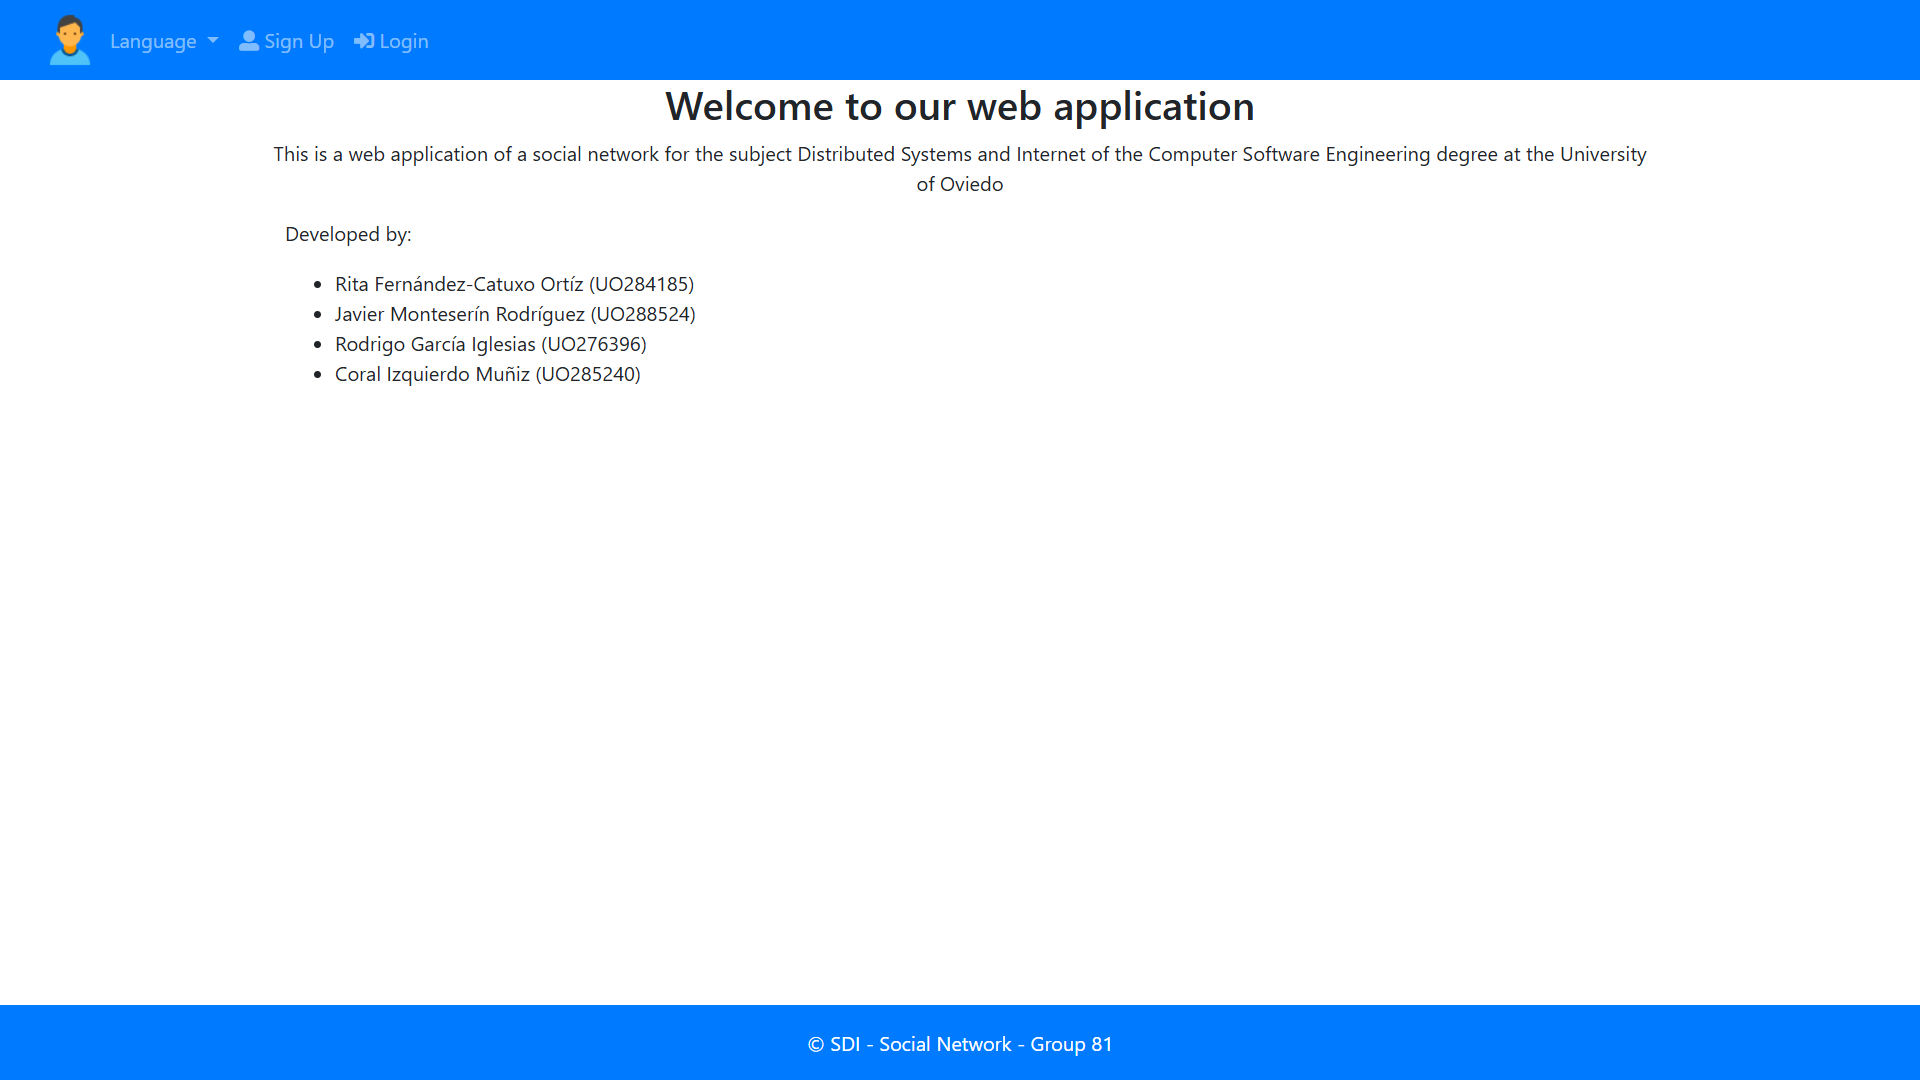 Language Sign Up Login
Welcome to our web application
This is a web application of a social network for the subject Distributed Systems and Internet of the Computer Software Engineering degree at the University
of Oviedo
Developed by:
Rita Fernández-Catuxo Ortíz (UO284185)
Javier Monteserín Rodríguez (UO288524)
Rodrigo García Iglesias (UO276396)
Coral Izquierdo Muñiz (UO285240)
© SDI - Social Network - Group 81